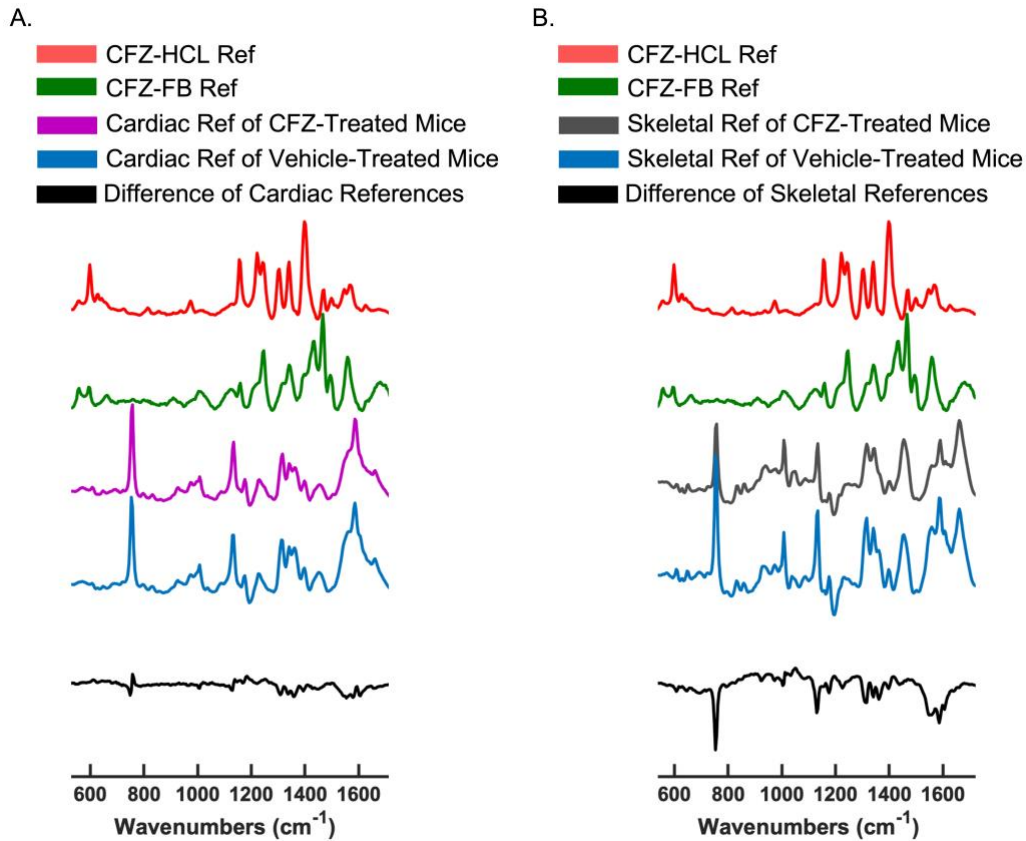 A.
CFZ-HCL Ref
CFZ-FB Ref
Cardiac Ref of CFZ-Treated Mice
Cardiac Ref of Vehicle-Treated Mice
Difference of Cardiac References
600 800 1000 1200 1400 1600
Wavenumbers (cm-1)
B.
CFZ-HCL Ref
CFZ-FB Ref
Skeletal Ref of CFZ-Treated Mice
Skeletal Ref of Vehicle-Treated Mice
Difference of Skeletal References
600 800 1000 1200 1400 1600
Wavenumbers (cm-1)